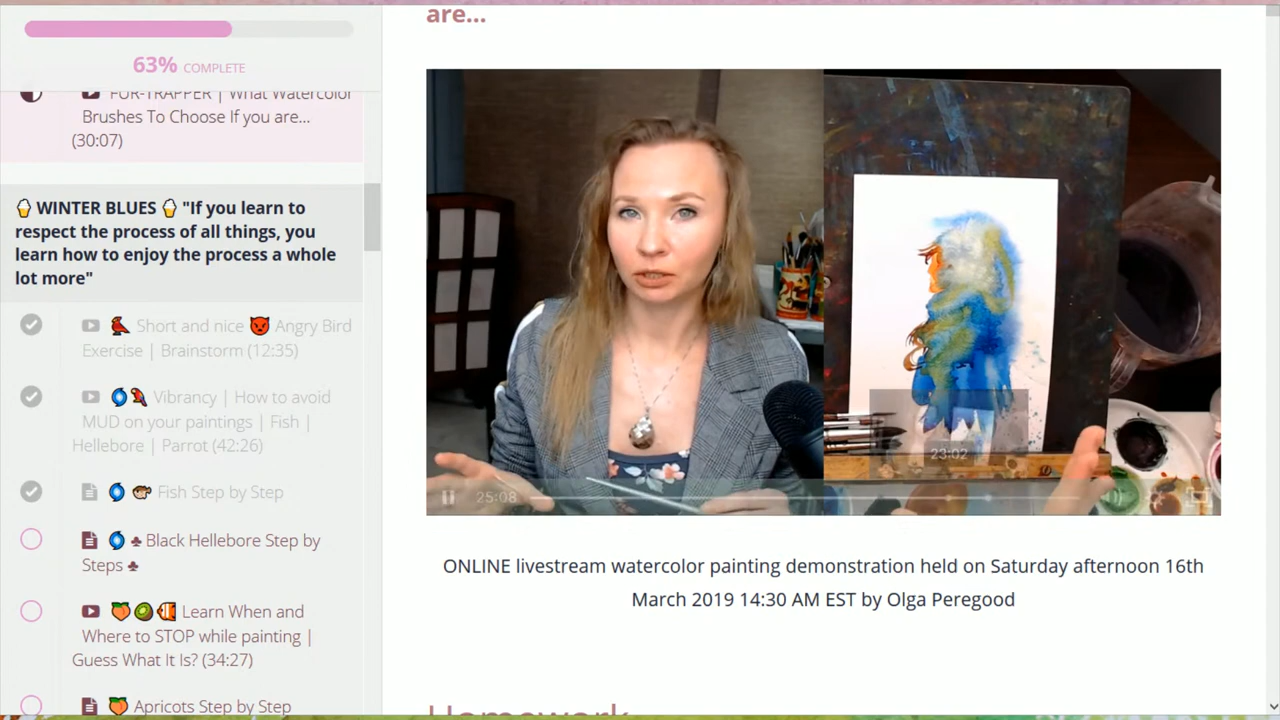 63% COMPLETE
FUR-TRAPPER | What Watercolor
Brushes To Choose If you are...
(30:07)
WINTER BLUES "If you learn to
respect the process of all things, you
learn how to enjoy the process a whole
lot more"
Short and nice Angry Bird
Exercise | Brainstorm (12:35)
Vibrancy | How to avoid
MUD on your paintings | Fish |
Hellebore | Parrot (42:26)
Fish Step by Step
♣ Black Hellebore Step by
Steps ♣
Learn When and
Where to STOP while painting |
Guess What It Is? (34:27)
Apricots Step by Step
are...
23:02
25:08
ONLINE livestream watercolor painting demonstration held on Saturday afternoon 16th
March 2019 14:30 AM EST by Olga Peregood
Homework